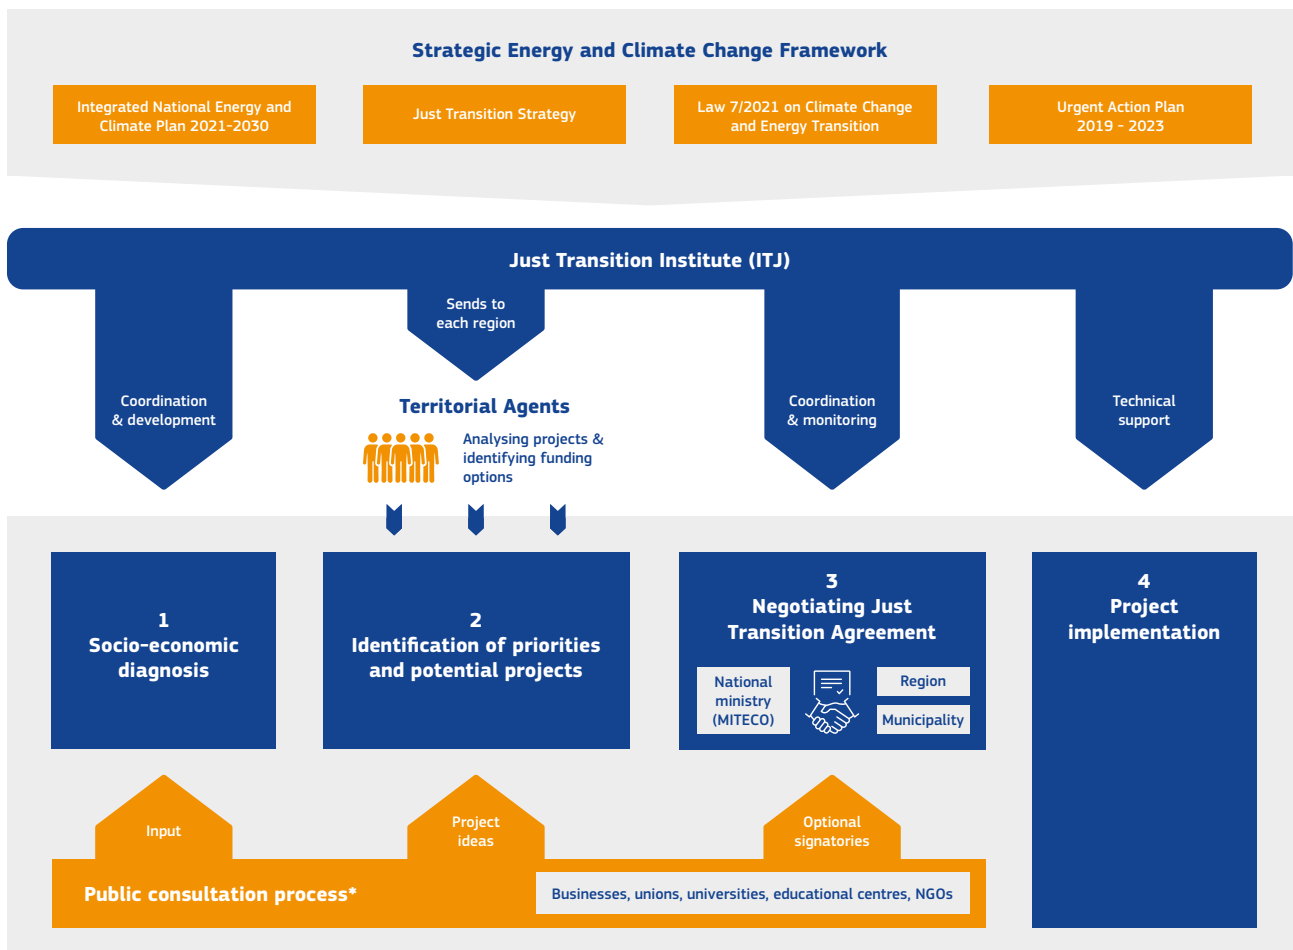 Strategic Energy and Climate Change Framework
Integrated National Energy and
Climate Plan 2021-2030
Just Transition Strategy
Law 7/2021 on Climate Change
and Energy Transition
Urgent Action Plan
2019 - 2023
Just Transition Institute (ITJ)
Sends to
each region
Coordination
& development
Territorial Agents
Analysing projects &
identifying funding
options
Coordination
& monitoring
Technical
support
1
Socio-economic
diagnosis
2
Identification of priorities
and potential projects
3
Negotiating Just
Transition Agreement
National
ministry
(MITECO)
Region
Municipality
4
Project
implementation
Input
Project
ideas
Optional
signatories
Public consultation process*
Businesses, unions, universities, educational centres, NGOs